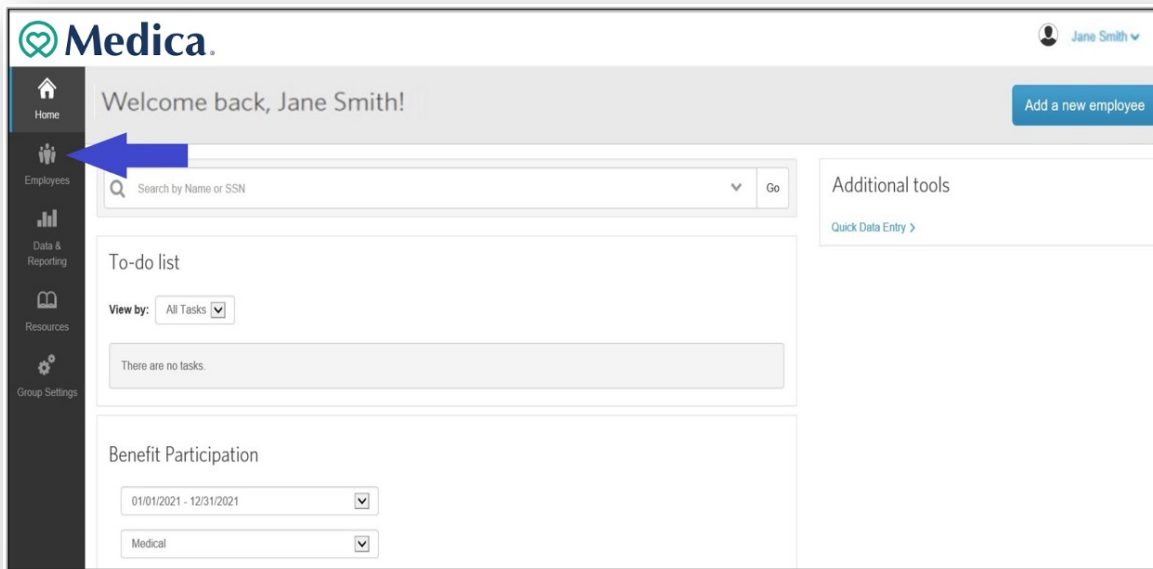 Medica®
Jane Smith
Home
Employees
Data &
Reporting
Resources
Group Settings
Welcome back, Jane Smith!
Add a new employee
Search by Name or SSN
Go
To-do list
View by: All Tasks
There are no tasks.
Benefit Participation
01/01/2021 - 12/31/2021
Medical
Additional tools
Quick Data Entry >